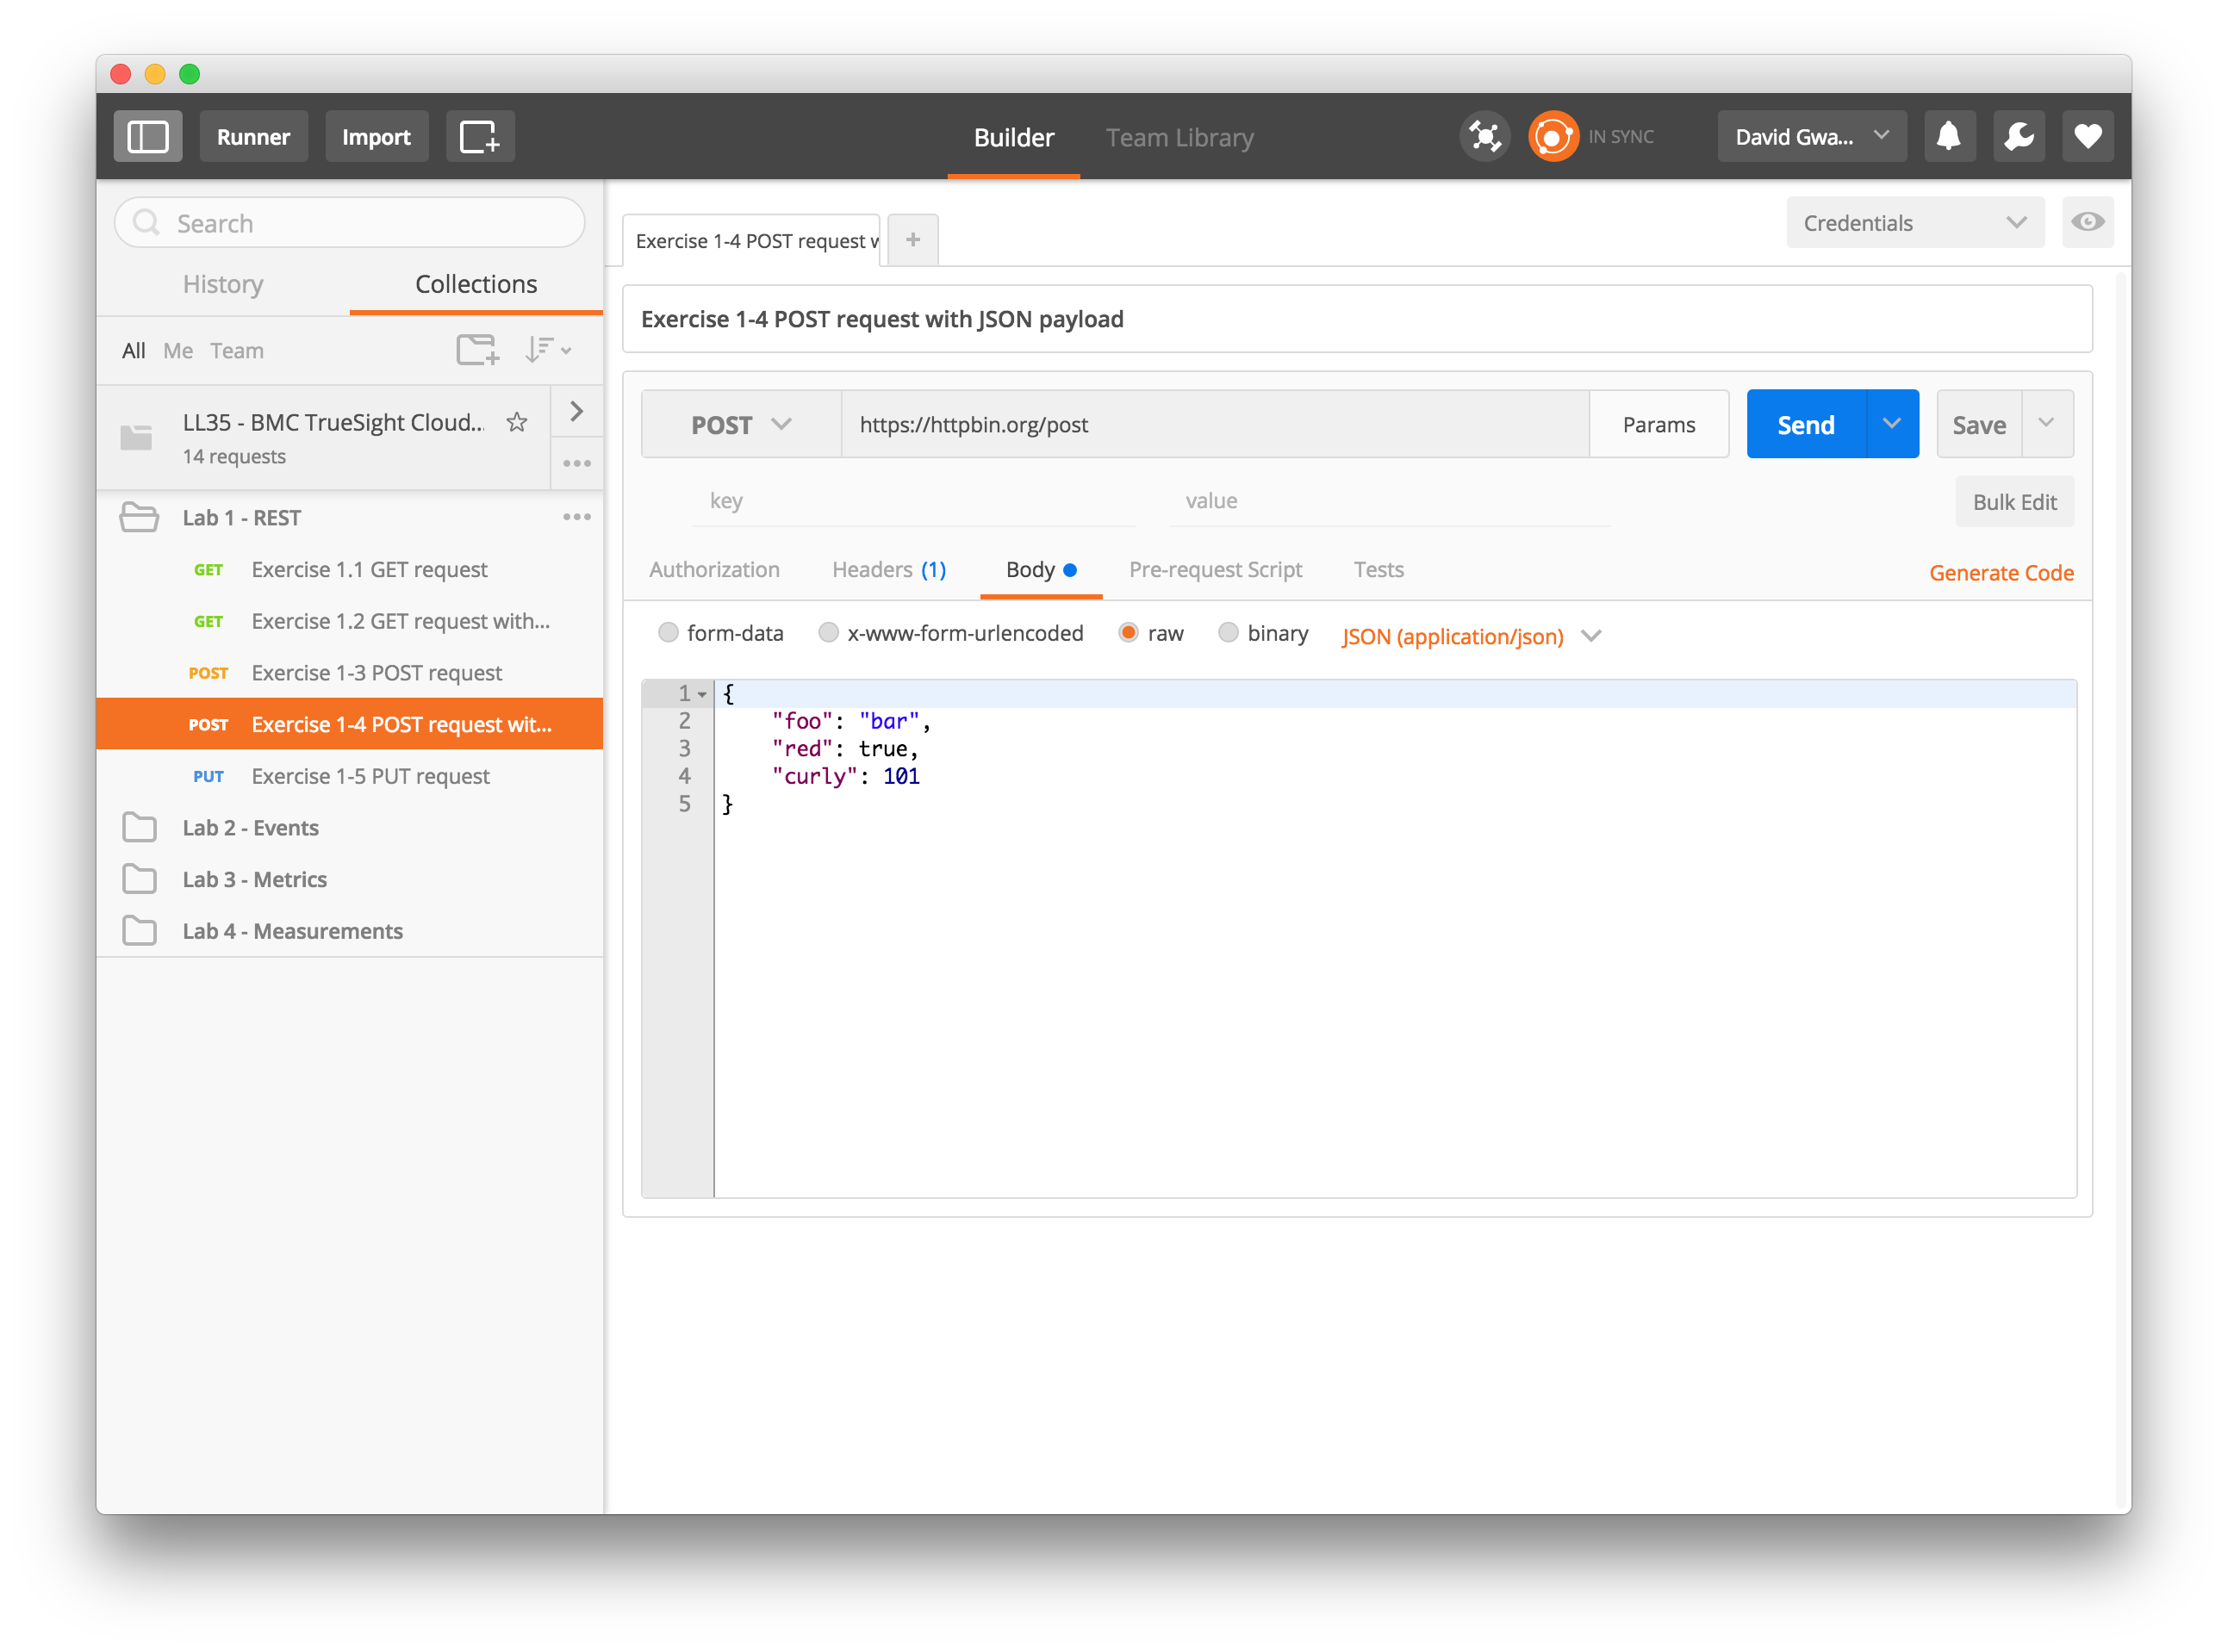 Runner Import Builder Team Library IN SYNC David Gwa...
Search
History Collections
All Me Team
LL35 - BMC TrueSight Cloud...
14 requests
Lab 1 - REST
GET Exercise 1.1 GET request
GET Exercise 1.2 GET request with...
POST Exercise 1-3 POST request
POST Exercise 1-4 POST request wit...
PUT Exercise 1-5 PUT request
Lab 2 - Events
Lab 3 - Metrics
Lab 4 - Measurements
Exercise 1-4 POST request w +
Credentials
Exercise 1-4 POST request with JSON payload
POST https://httpbin.org/post Params Send Save
key value Bulk Edit
Authorization Headers (1) Body Pre-request Script Tests Generate Code
form-data x-www-form-urlencoded raw binary JSON (application/json)
1 {
2 "foo": "bar",
3 "red": true,
4 "curly": 101
5 }